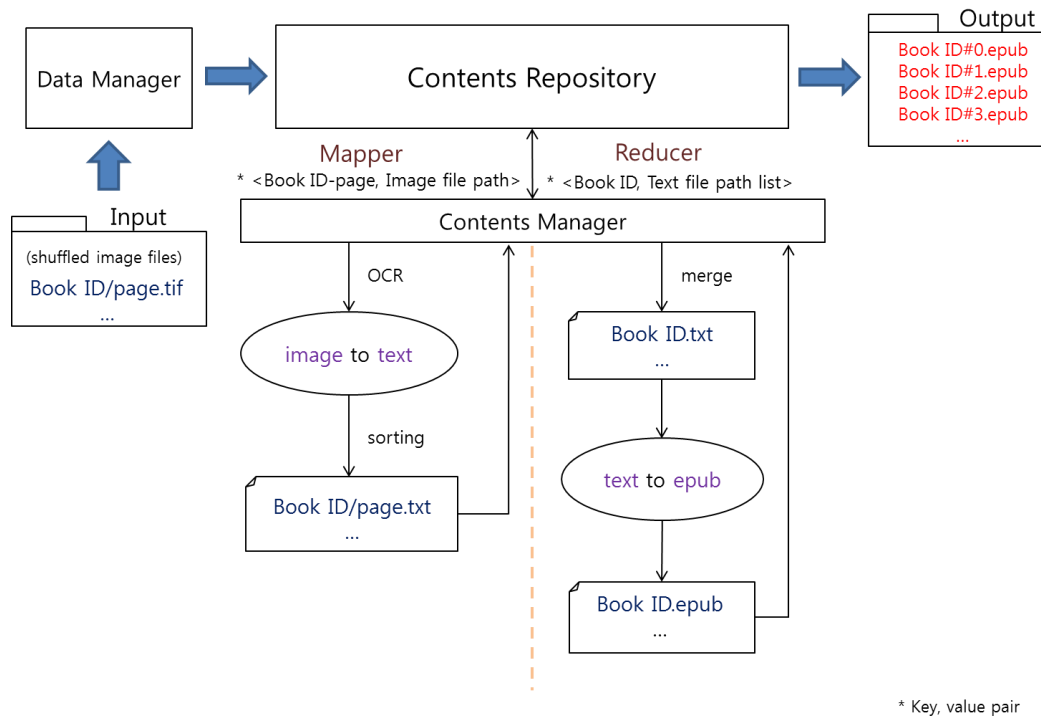 Data Manager
Contents Repository
Output
Book ID#0.epub
Book ID#1.epub
Book ID#2.epub
Book ID#3.epub
...
Input
(shuffled image files)
Book ID/page.tif
...
Mapper
* <Book ID-page, Image file path>
Reducer
* <Book ID, Text file path list>
Contents Manager
OCR
image to text
sorting
Book ID/page.txt
...
merge
Book ID.txt
...
text to epub
Book ID.epub
...
* Key, value pair